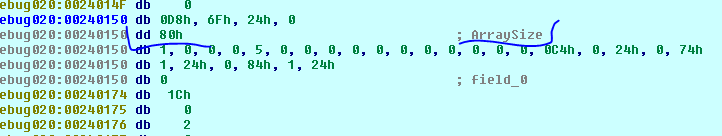 ebug020:0024014F db    0
ebug020:00240150 db 0D8h, 6Fh, 24h, 0
ebug020:00240150 dd 80h                  ; ArraySize
ebug020:00240150 db 1, 0, 0, 0, 5, 0, 0, 0, 0, 0, 0, 0, 0, 0, 0C4h, 0, 24h, 0, 74h
ebug020:00240150 db 1, 24h, 0, 84h, 1, 24h
ebug020:00240150 db 0                    ; field_0
ebug020:00240174 db  1Ch
ebug020:00240175 db    0
ebug020:00240176 db    2